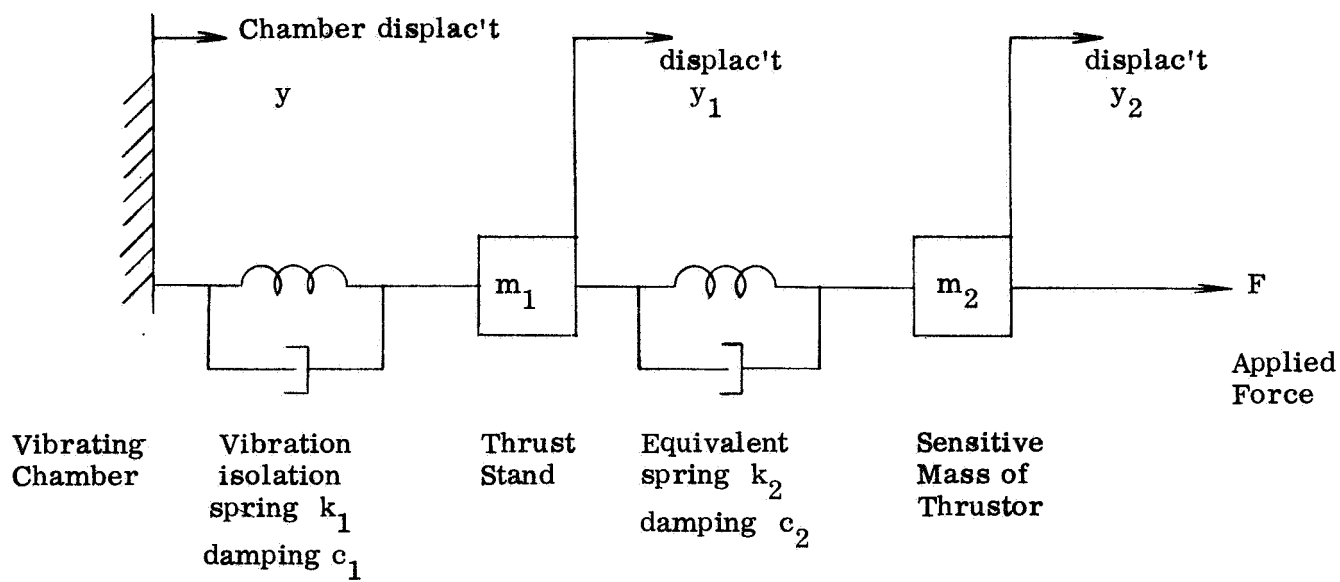 Chamber displac't
y
displac't
y1
displac't
y2
m1
m2
F
Applied
Force
Vibrating
Chamber
Vibration
isolation
spring k1
damping c1
Thrust
Stand
Equivalent
spring k2
damping c2
Sensitive
Mass of
Thrustor